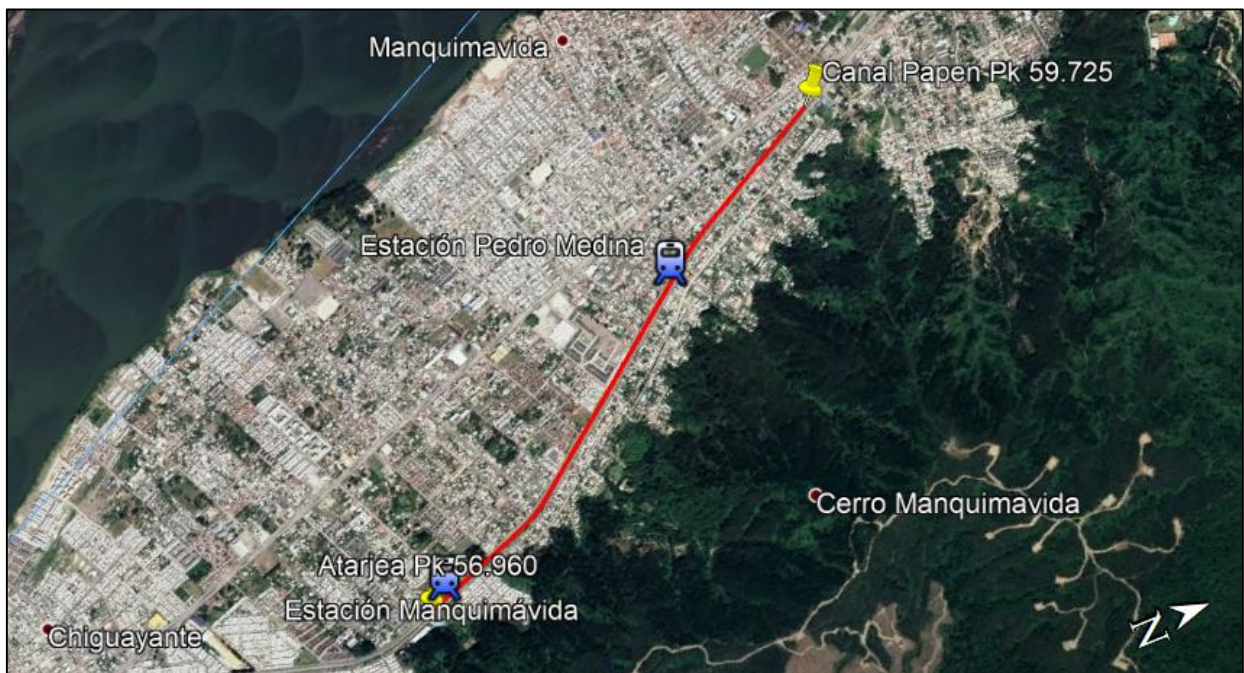 Manquimavida
Canal Papen Pk 59.725
Estación Pedro Medina
Cerro Manquimavida
Atarjea Pk 56.960
Estación Manquimávida
Chiguayante
N